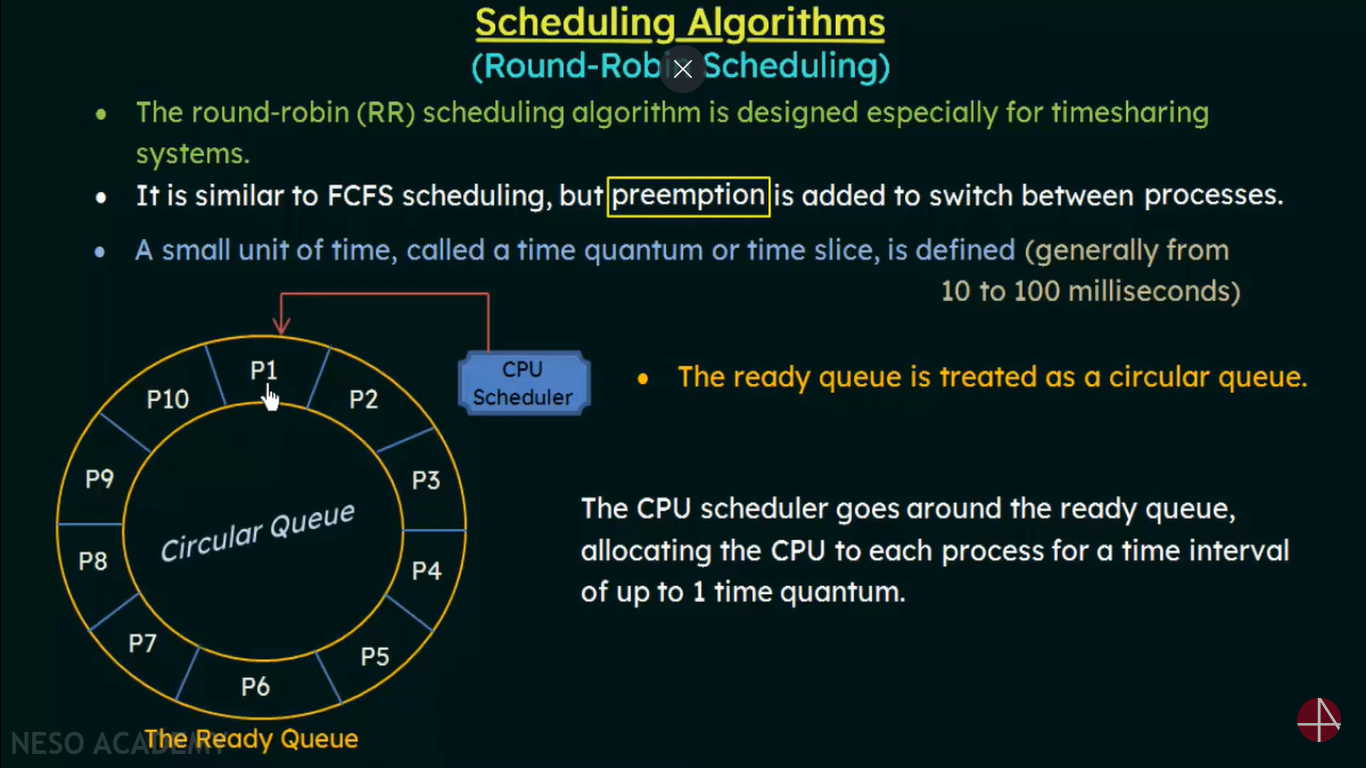 Scheduling Algorithms
(Round-Robin Scheduling)
• The round-robin (RR) scheduling algorithm is designed especially for timesharing
systems.
• It is similar to FCFS scheduling, but preemption is added to switch between processes.
• A small unit of time, called a time quantum or time slice, is defined (generally from
10 to 100 milliseconds)
CPU
Scheduler
• The ready queue is treated as a circular queue.
P1
P2
P3
P4
P5
P6
P7
P8
P9
P10
Circular Queue
The CPU scheduler goes around the ready queue,
allocating the CPU to each process for a time interval
of up to 1 time quantum.
The Ready Queue
NESO ACADEMY